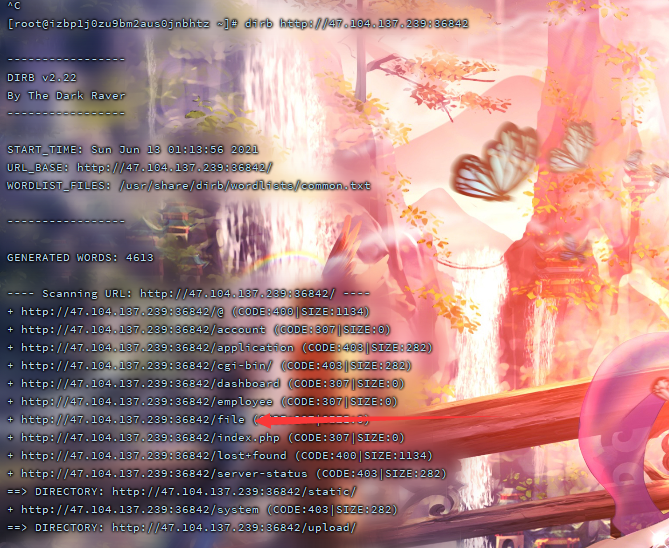 ^C
[root@izbp1j0zu9bm2aus0jnbhtz ~]# dirb http://47.104.137.239:36842
-----------------
DIRB v2.22
By The Dark Raver
-----------------
START_TIME: Sun Jun 13 01:13:56 2021
URL_BASE: http://47.104.137.239:36842/
WORDLIST_FILES: /usr/share/dirb/wordlists/common.txt
-----------------
GENERATED WORDS: 4613
---- Scanning URL: http://47.104.137.239:36842/ ----
+ http://47.104.137.239:36842/@ (CODE:400|SIZE:1134)
+ http://47.104.137.239:36842/account (CODE:307|SIZE:0)
+ http://47.104.137.239:36842/application (CODE:403|SIZE:282)
+ http://47.104.137.239:36842/cgi-bin/ (CODE:403|SIZE:282)
+ http://47.104.137.239:36842/dashboard (CODE:307|SIZE:0)
+ http://47.104.137.239:36842/employee (CODE:307|SIZE:0)
+ http://47.104.137.239:36842/file
+ http://47.104.137.239:36842/index.php (CODE:307|SIZE:0)
+ http://47.104.137.239:36842/lost+found (CODE:400|SIZE:1134)
+ http://47.104.137.239:36842/server-status (CODE:403|SIZE:282)
==> DIRECTORY: http://47.104.137.239:36842/static/
+ http://47.104.137.239:36842/system (CODE:403|SIZE:282)
==> DIRECTORY: http://47.104.137.239:36842/upload/